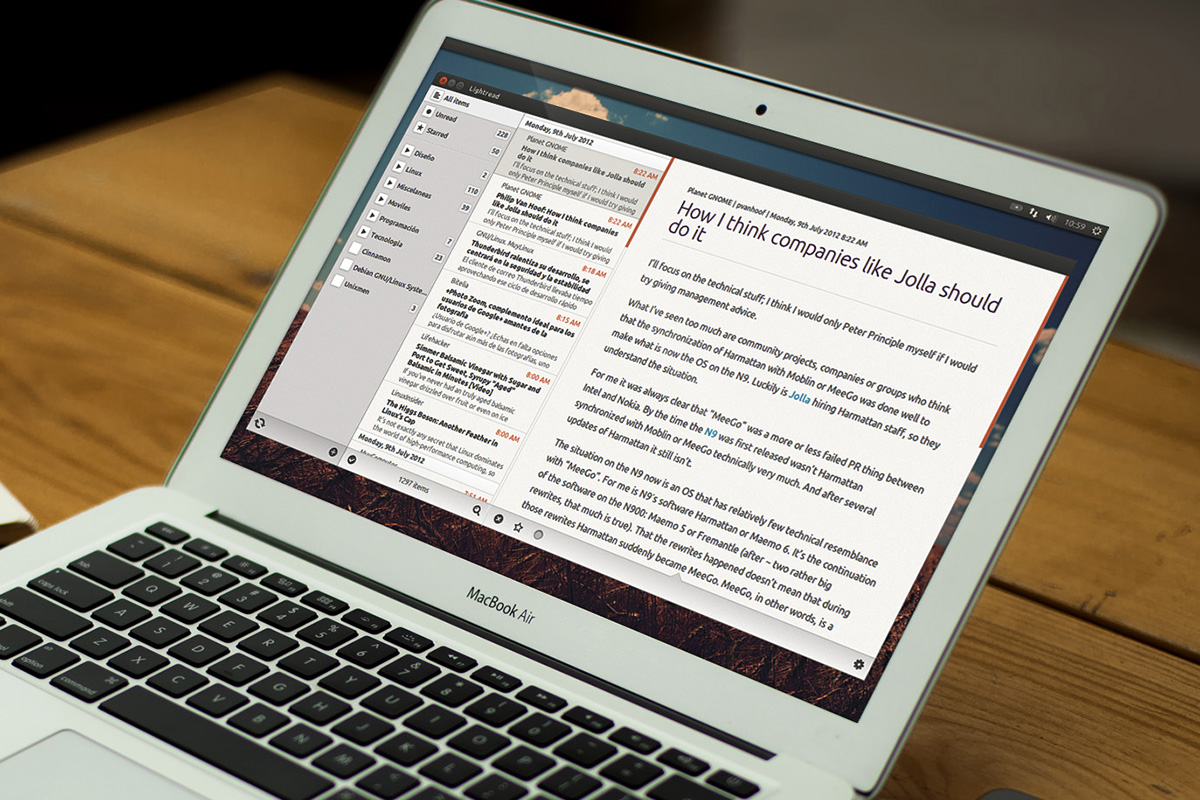 Lightread
10:59
All items
Unread 228
Starred 50
Diseño 2
Linux 110
Miscelaneas 39
Moviles
Programación 7
Tecnología 23
Cinnamon
Debian GNU/Linux Syste...
Unixmen 3
Monday, 9th July 2012
Planet GNOME 8:22 AM
How I think companies like Jolla should
do it
I'll focus on the technical stuff; I think I would
only Peter Principle myself if I would try giving
Planet GNOME 8:22 AM
Philip Van Hoof: How I think companies
like Jolla should do it
I'll focus on the technical stuff; I think I would
only Peter Principle myself if I would try giving
GNU/Linux. MuyLinux 8:18 AM
Thunderbird ralentiza su desarrollo, se
centrará en la seguridad y la estabilidad
El cliente de correo Thunderbird llevaba tiempo
aprovechando ese ciclo de desarrollo rápido
Bitelia 8:15 AM
+Photo Zoom, complemento ideal para los
usuarios de Google+ amantes de la
fotografía
¿Usuario de Google+? ¿Echas en falta opciones
para disfrutar aún más de las fotografías, uno
Lifehacker 8:00 AM
Simmer Balsamic Vinegar with Sugar and
Port to Get Sweet, Syrupy "Aged"
Balsamic in Minutes [Video]
If you've never had an truly aged balsamic
vinegar drizzled over fruit or even on ice
LinuxInsider 8:00 AM
The Higgs Boson: Another Feather in
Linux's Cap
It's not exactly any secret that Linux dominates
the world of high-performance computing, so
Monday, 9th July 2012
7:55 AM
1297 items
Planet GNOME | pvanhoof | Monday, 9th July 2012 8:22 AM
How I think companies like Jolla should
do it
I'll focus on the technical stuff; I think I would only Peter Principle myself if I would
try giving management advice.
What I've seen too much are community projects, companies or groups who think
that the synchronization of Harmattan with Moblin or MeeGo was done well to
make what is now the OS on the N9. Luckily is Jolla hiring Harmattan staff, so they
understand the situation.
For me it was always clear that "MeeGo" was a more or less failed PR thing between
Intel and Nokia. By the time the N9 was first released wasn't Harmattan
synchronized with Moblin or MeeGo technically very much. And after several
updates of Harmattan it still isn't.
The situation on the N9 now is an OS that has relatively few technical resemblance
with "MeeGo". For me is N9's software Harmattan or Maemo 6. It's the continuation
of the software on the N900: Maemo 5 or Fremantle (after – two rather big
rewrites, that much is true). That the rewrites happened doesn't mean that during
those rewrites Harmattan suddenly became MeeGo. MeeGo, in other words, is a
MacBook Air
tab
caps lock
option
command
! 1 @ 2 # 3 $ 4 % 5 ^ 6 & 7 * 8
Q W E R T Y U I O P
A S D F G H J K L
Z X C V B N M